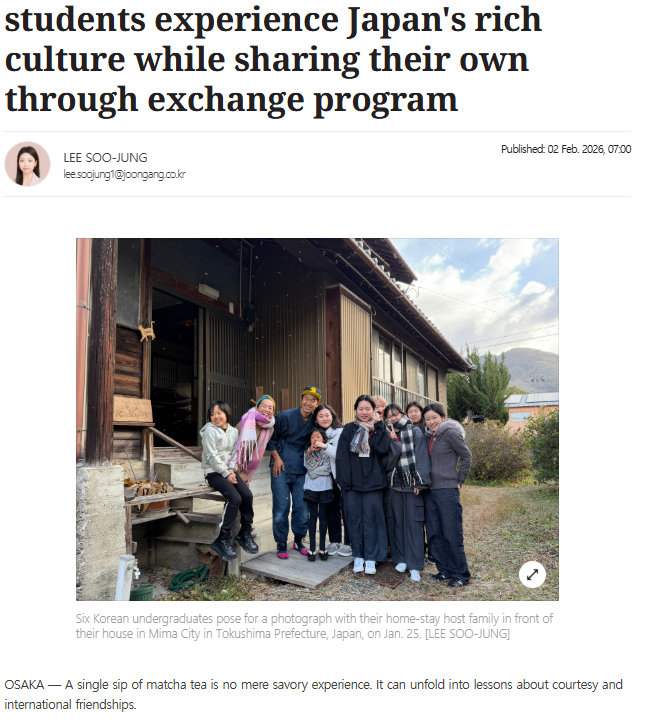 students experience Japan's rich
culture while sharing their own
through exchange program
LEE SOO-JUNG
lee.soojung1@joongang.co.kr
Published: 02 Feb. 2026, 07:00
Six Korean undergraduates pose for a photograph with their home-stay host family in front of
their house in Mima City in Tokushima Prefecture, Japan, on Jan. 25. [LEE SOO-JUNG]
OSAKA — A single sip of matcha tea is no mere savory experience. It can unfold into lessons about courtesy and
international friendships.